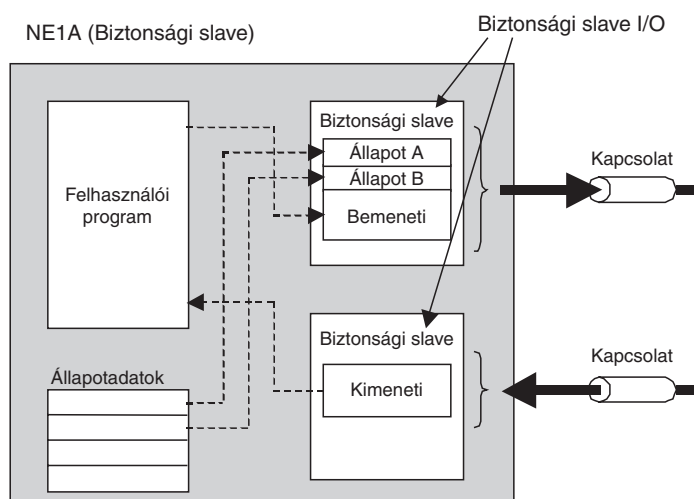 NE1A (Biztonsági slave)
Biztonsági slave I/O
Felhasználói
program
Biztonsági slave
Állapot A
Állapot B
Bemeneti
Kapcsolat
Állapotadatok
Biztonsági slave
Kimeneti
Kapcsolat